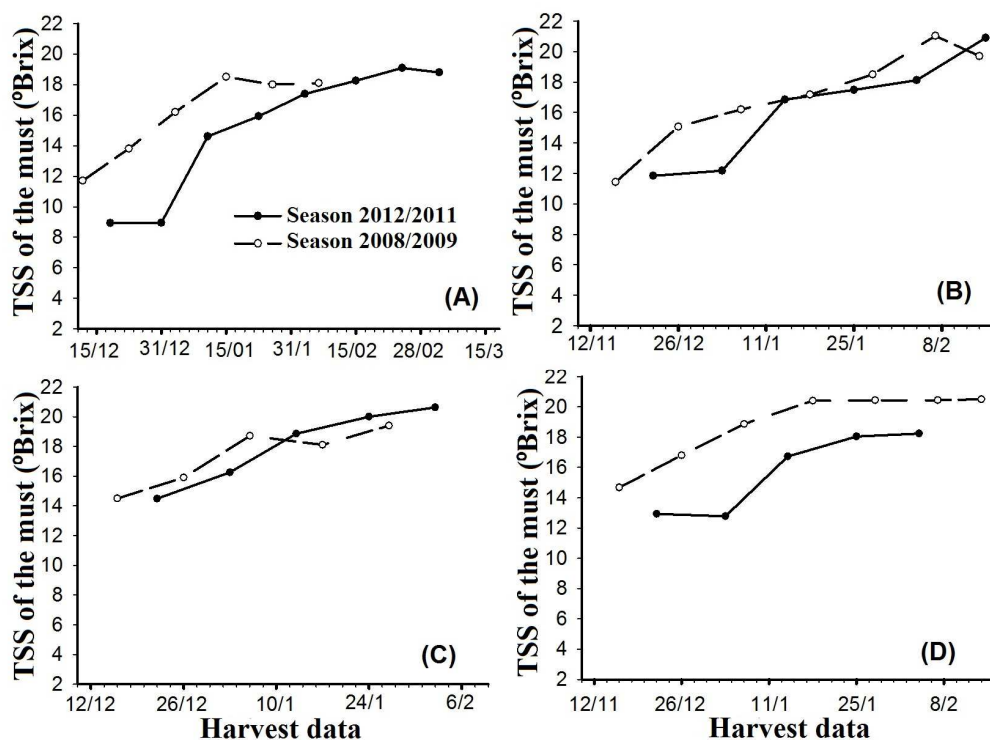 TSS of the must (ºBrix)
22
20
18
16
14
12
10
8
6
4
2
Season 2012/2011
Season 2008/2009
(A)
15/12 31/12 15/01 31/1 15/02 28/02 15/3
TSS of the must (ºBrix)
22
20
18
16
14
12
10
8
6
4
2
(B)
12/11 26/12 11/1 25/1 8/2
TSS of the must (ºBrix)
22
20
18
16
14
12
10
8
6
4
2
(C)
12/12 26/12 10/1 24/1 6/2
Harvest data
TSS of the must (ºBrix)
22
20
18
16
14
12
10
8
6
4
2
(D)
12/11 26/12 11/1 25/1 8/2
Harvest data